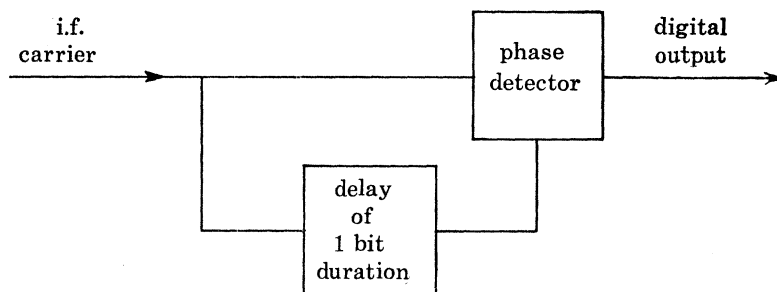 i.f.
carrier
phase
detector
digital
output
delay
of
1 bit
duration